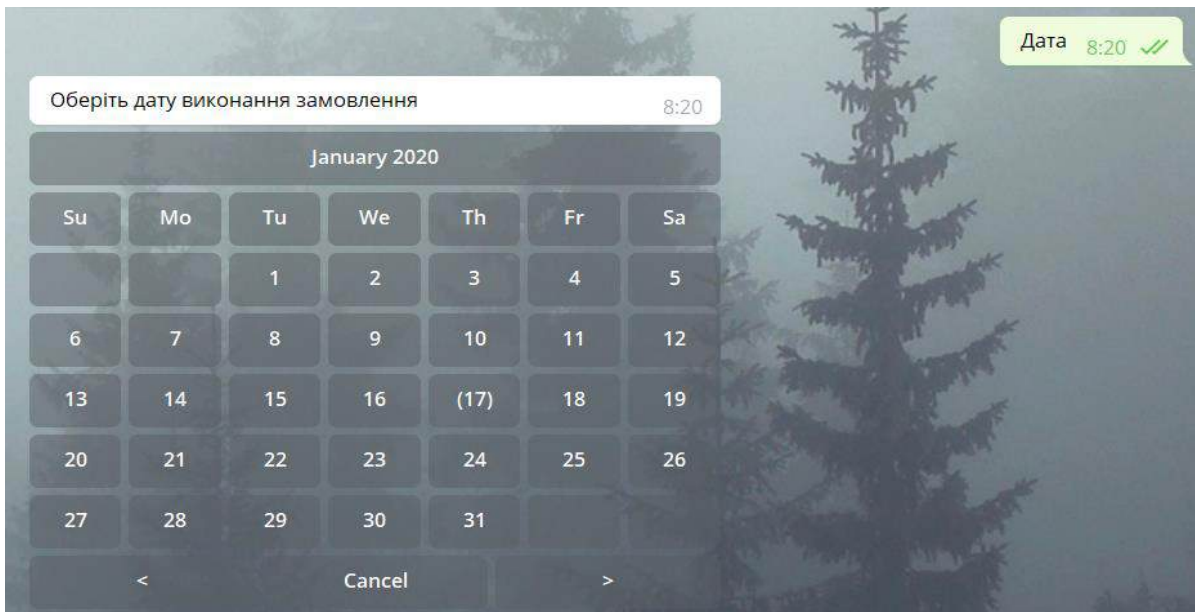 Дата 8:20
Оберіть дату виконання замовлення 8:20
January 2020
Su Mo Tu We Th Fr Sa
1 2 3 4 5
6 7 8 9 10 11 12
13 14 15 16 (17) 18 19
20 21 22 23 24 25 26
27 28 29 30 31
< Cancel >